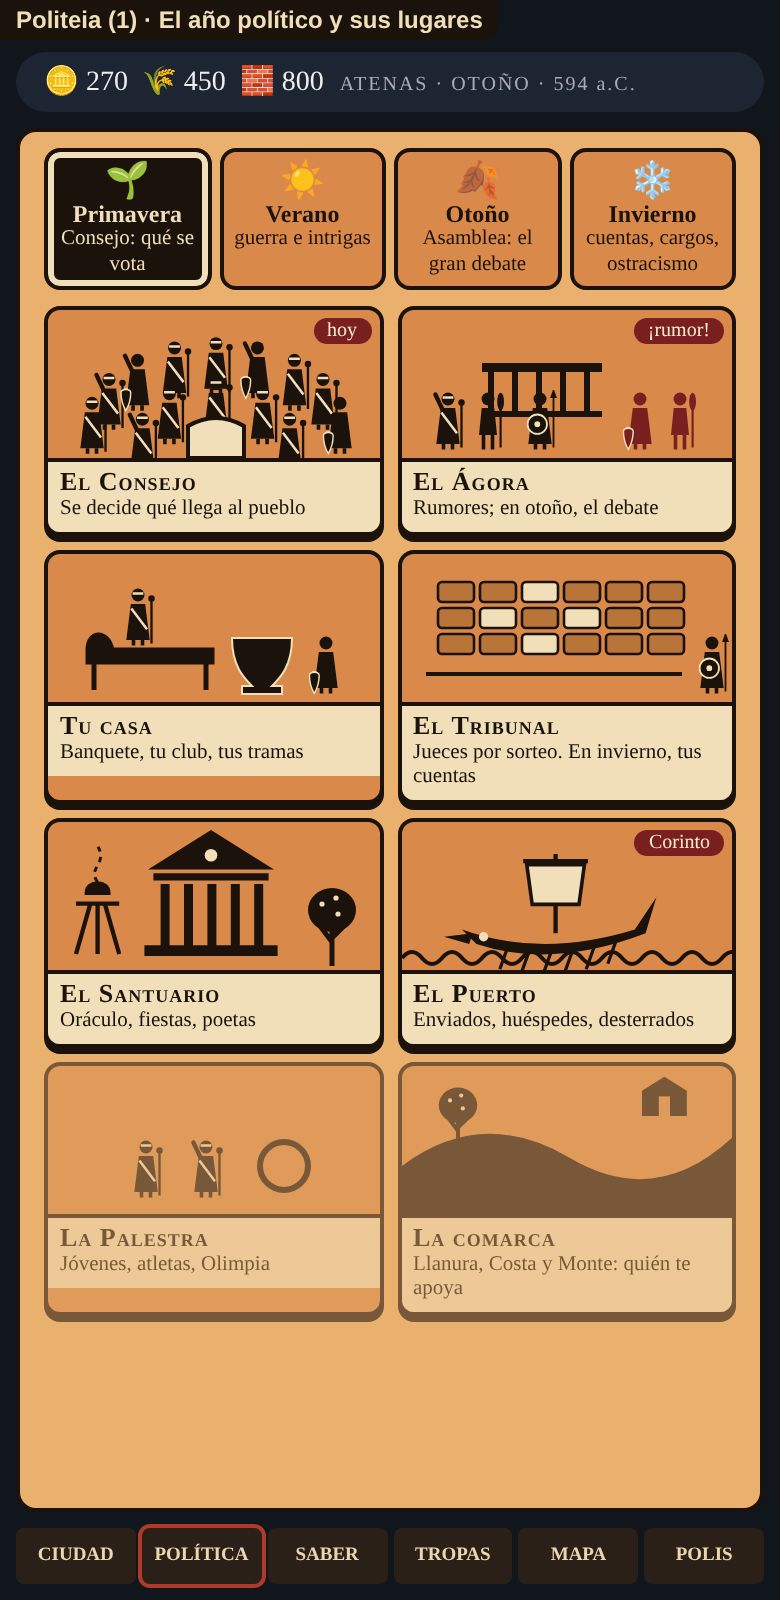 Politeia (1) · El año político y sus lugares
270 450 800 ATENAS · OTOÑO · 594 a.C.
Primavera
Consejo: qué se
vota
Verano
guerra e intrigas
Otoño
Asamblea: el
gran debate
Invierno
cuentas, cargos,
ostracismo
hoy
El Consejo
Se decide qué llega al pueblo
¡rumor!
El Ágora
Rumores; en otoño, el debate
Tu casa
Banquete, tu club, tus tramas
El Tribunal
Jueces por sorteo. En invierno, tus
cuentas
El Santuario
Oráculo, fiestas, poetas
Corinto
El Puerto
Enviados, huéspedes, desterrados
La Palestra
Jóvenes, atletas, Olimpia
La comarca
Llanura, Costa y Monte: quién te
apoya
CIUDAD POLÍTICA SABER TROPAS MAPA POLIS